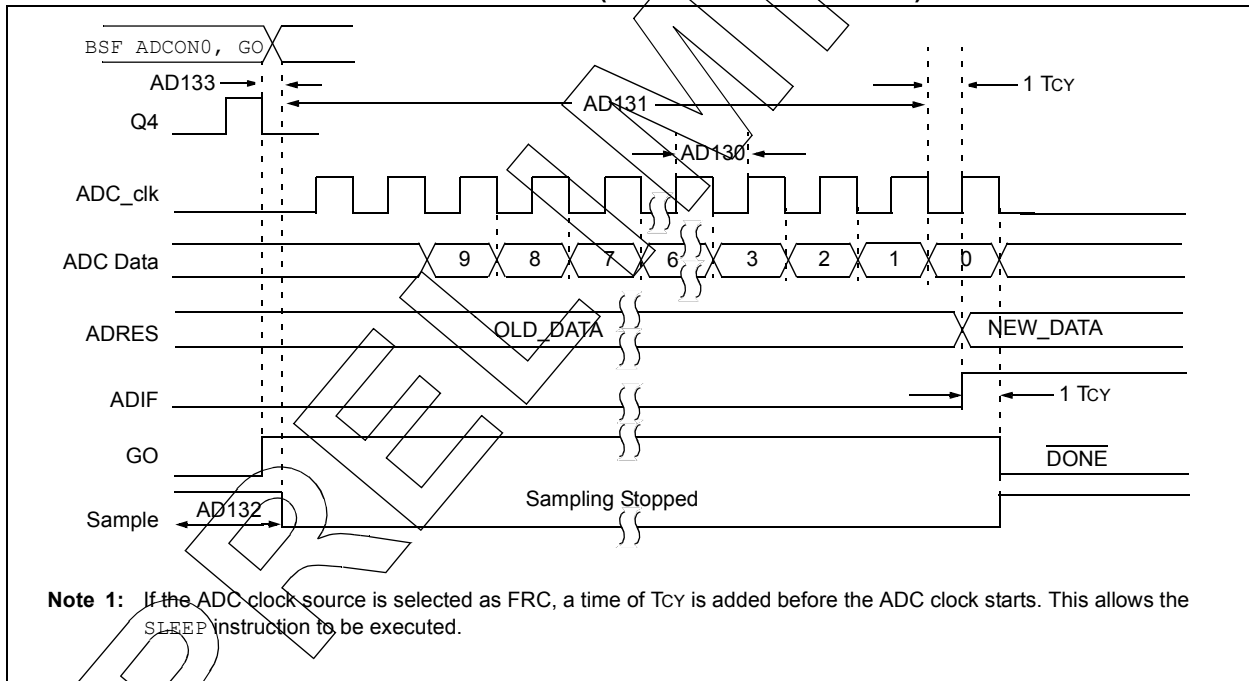 BSF ADCON0, GO
AD133
1 TCY
AD131
Q4
AD130
ADC_clk
ADC Data 9 8 7 6 3 2 1 0
ADRES OLD_DATA NEW_DATA
ADIF 1 TCY
GO DONE
Sample AD132 Sampling Stopped
Note 1: If the ADC clock source is selected as FRC, a time of TCY is added before the ADC clock starts. This allows the
SLEEP instruction to be executed.